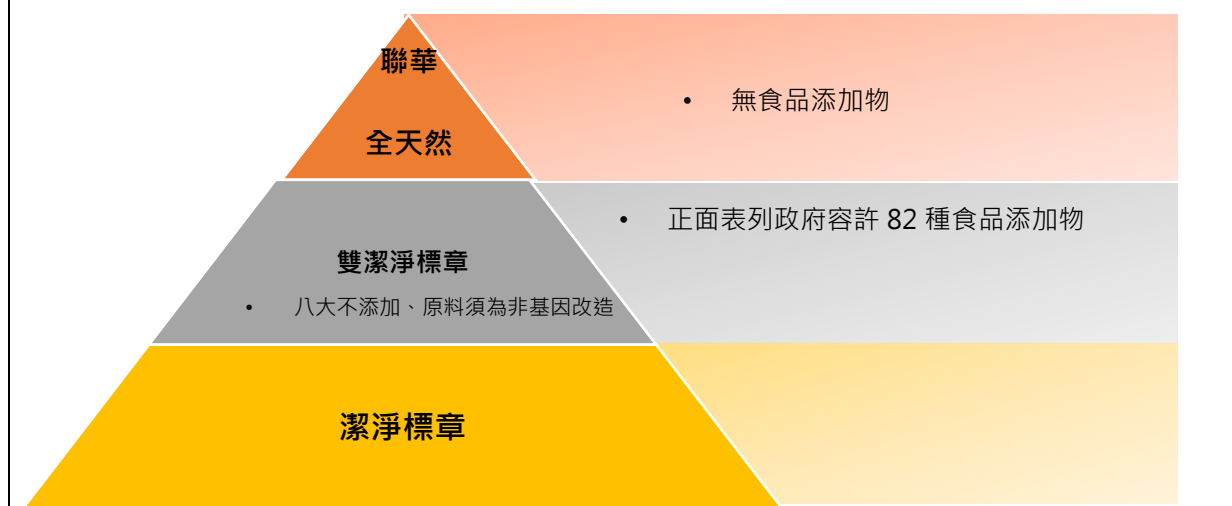 聯華
全天然
• 無食品添加物
雙潔淨標章
• 八大不添加、原料須為非基因改造
• 正面表列政府容許 82 種食品添加物
潔淨標章